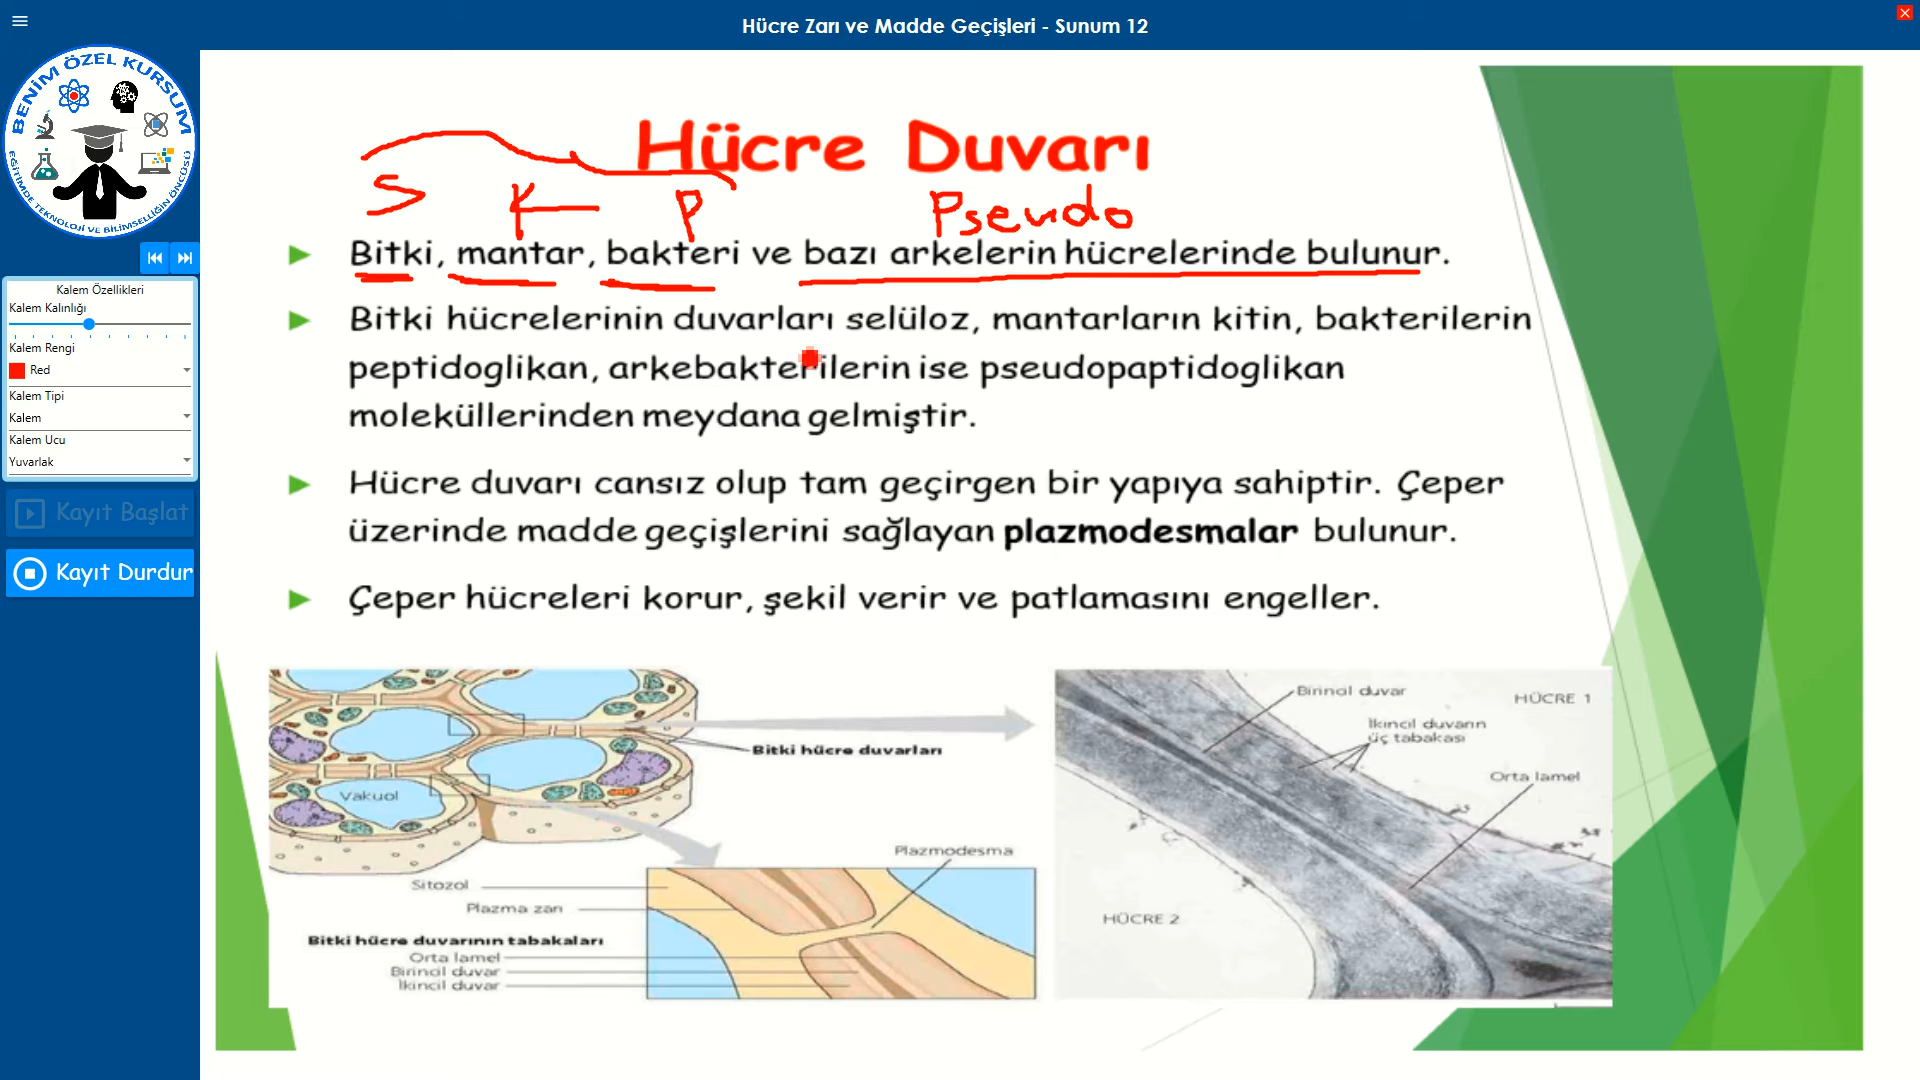 Hücre Zarı ve Madde Geçişleri - Sunum 12
BENİM ÖZEL KURSUM
EĞİTİMDE TEKNOLOJİ VE BİLİMSELLİĞİN ÖNCÜSÜ
Kalem Özellikleri
Kalem Kalınlığı
Kalem Rengi
Red
Kalem Tipi
Kalem
Kalem Ucu
Yuvarlak
Kayıt Başlat
Kayıt Durdur
Hücre Duvarı
S K P Pseudo
Bitki, mantar, bakteri ve bazı arkelerin hücrelerinde bulunur.
Bitki hücrelerinin duvarları selüloz, mantarların kitin, bakterilerin
peptidoglikan, arkebakterilerin ise pseudopaptidoglikan
moleküllerinden meydana gelmiştir.
Hücre duvarı cansız olup tam geçirgen bir yapıya sahiptir. Çeper
üzerinde madde geçişlerini sağlayan plazmodesmalar bulunur.
Çeper hücreleri korur, şekil verir ve patlamasını engeller.
Bitki hücre duvarları
Vakuol
Plazmodesma
Sitozol
Plazma zarı
Bitki hücre duvarının tabakaları
Orta lamel
Birincil duvar
İkincil duvar
Birincil duvar
HÜCRE 1
İkincil duvarın
üç tabakası
Orta lamel
HÜCRE 2